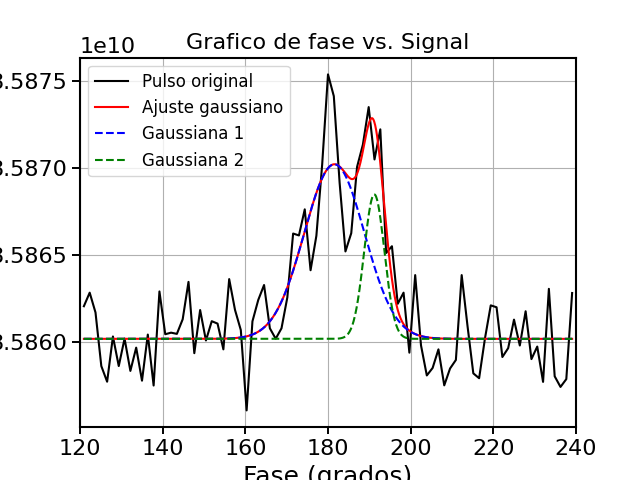 1e10
Grafico de fase vs. Signal
Pulso original
Ajuste gaussiano
Gaussiana 1
Gaussiana 2
.5875
.5870
.5865
.5860
120 140 160 180 200 220 240
Fase (grados)